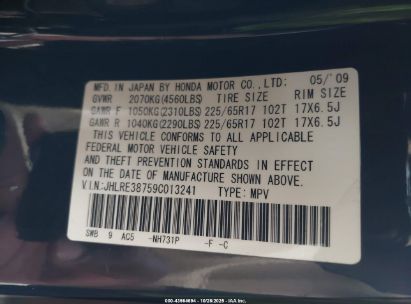 MFD. IN JAPAN BY HONDA MOTOR CO., LTD: 05/'09
GVWR 2070KG(4560LBS) TIRE SIZE RIM SIZE
GAWR F 1050KG(2310LBS) 225/65R17 102T 17X6.5J
GAWR R 1040KG(2290LBS) 225/65R17 102T 17X6.5J
THIS VEHICLE CONFORMS TO ALL APPLICABLE
FEDERAL MOTOR VEHICLE SAFETY
AND THEFT PREVENTION STANDARDS IN EFFECT
ON THE DATE OF MANUFACTURE SHOWN ABOVE.
V.I.N:JHLRE38759C013241 TYPE: MPV
SWB 9 AC5 -NH731P -F -C